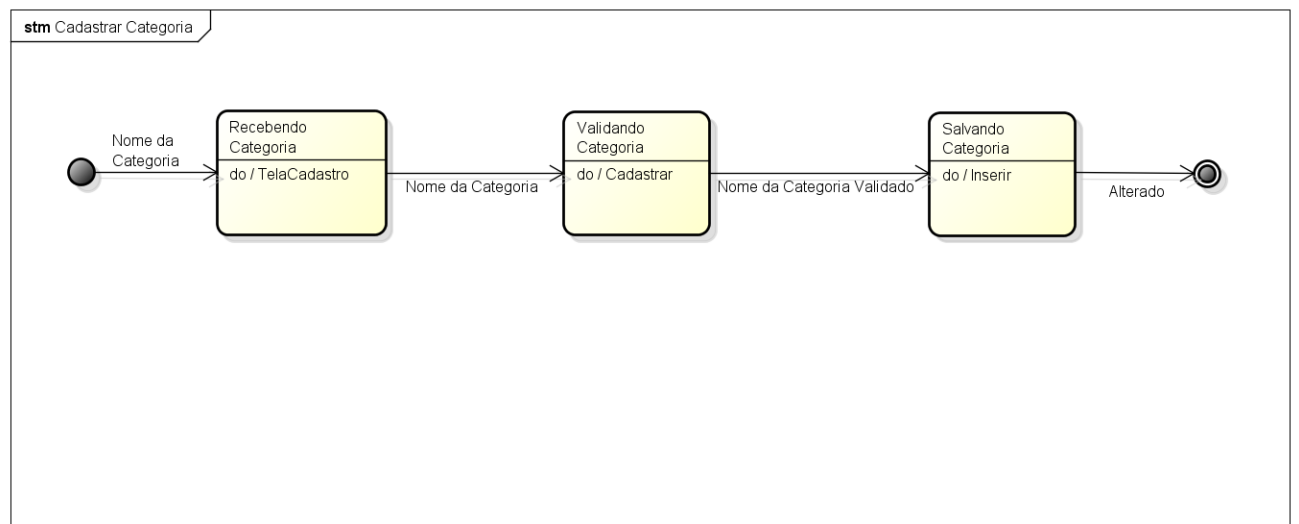 stm Cadastrar Categoria
Nome da
Categoria
Recebendo
Categoria
do / TelaCadastro
Nome da Categoria
Validando
Categoria
do / Cadastrar
Nome da Categoria Validado
Salvando
Categoria
do / Inserir
Alterado